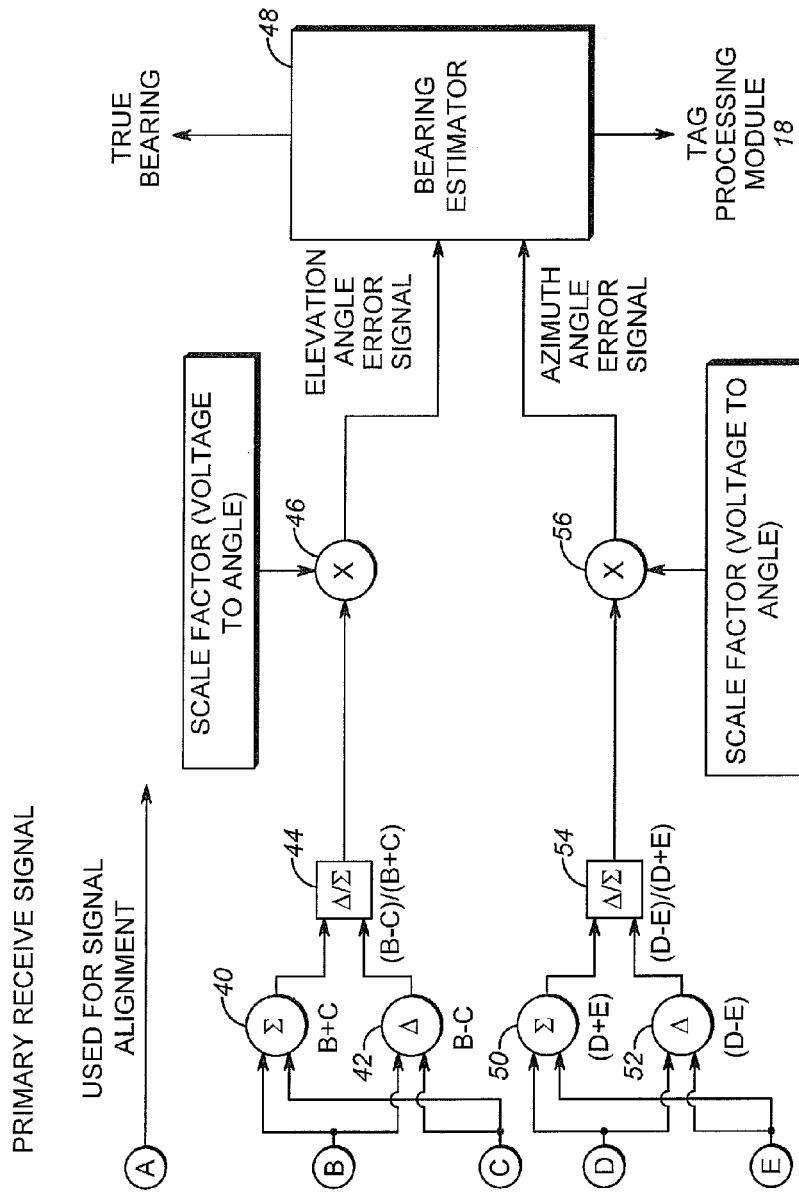 PRIMARY RECEIVE SIGNAL
USED FOR SIGNAL
ALIGNMENT
A
B
C
D
E
Σ
40
B+C
Δ
42
B-C
Δ/Σ
44
(B-C)/(B+C)
SCALE FACTOR (VOLTAGE
TO ANGLE)
X
46
ELEVATION
ANGLE
ERROR
SIGNAL
Σ
50
(D+E)
Δ
52
(D-E)
Δ/Σ
54
(D-E)/(D+E)
X
56
SCALE FACTOR (VOLTAGE TO
ANGLE)
AZIMUTH
ANGLE
ERROR
SIGNAL
TRUE
BEARING
48
BEARING
ESTIMATOR
TAG
PROCESSING
MODULE
18